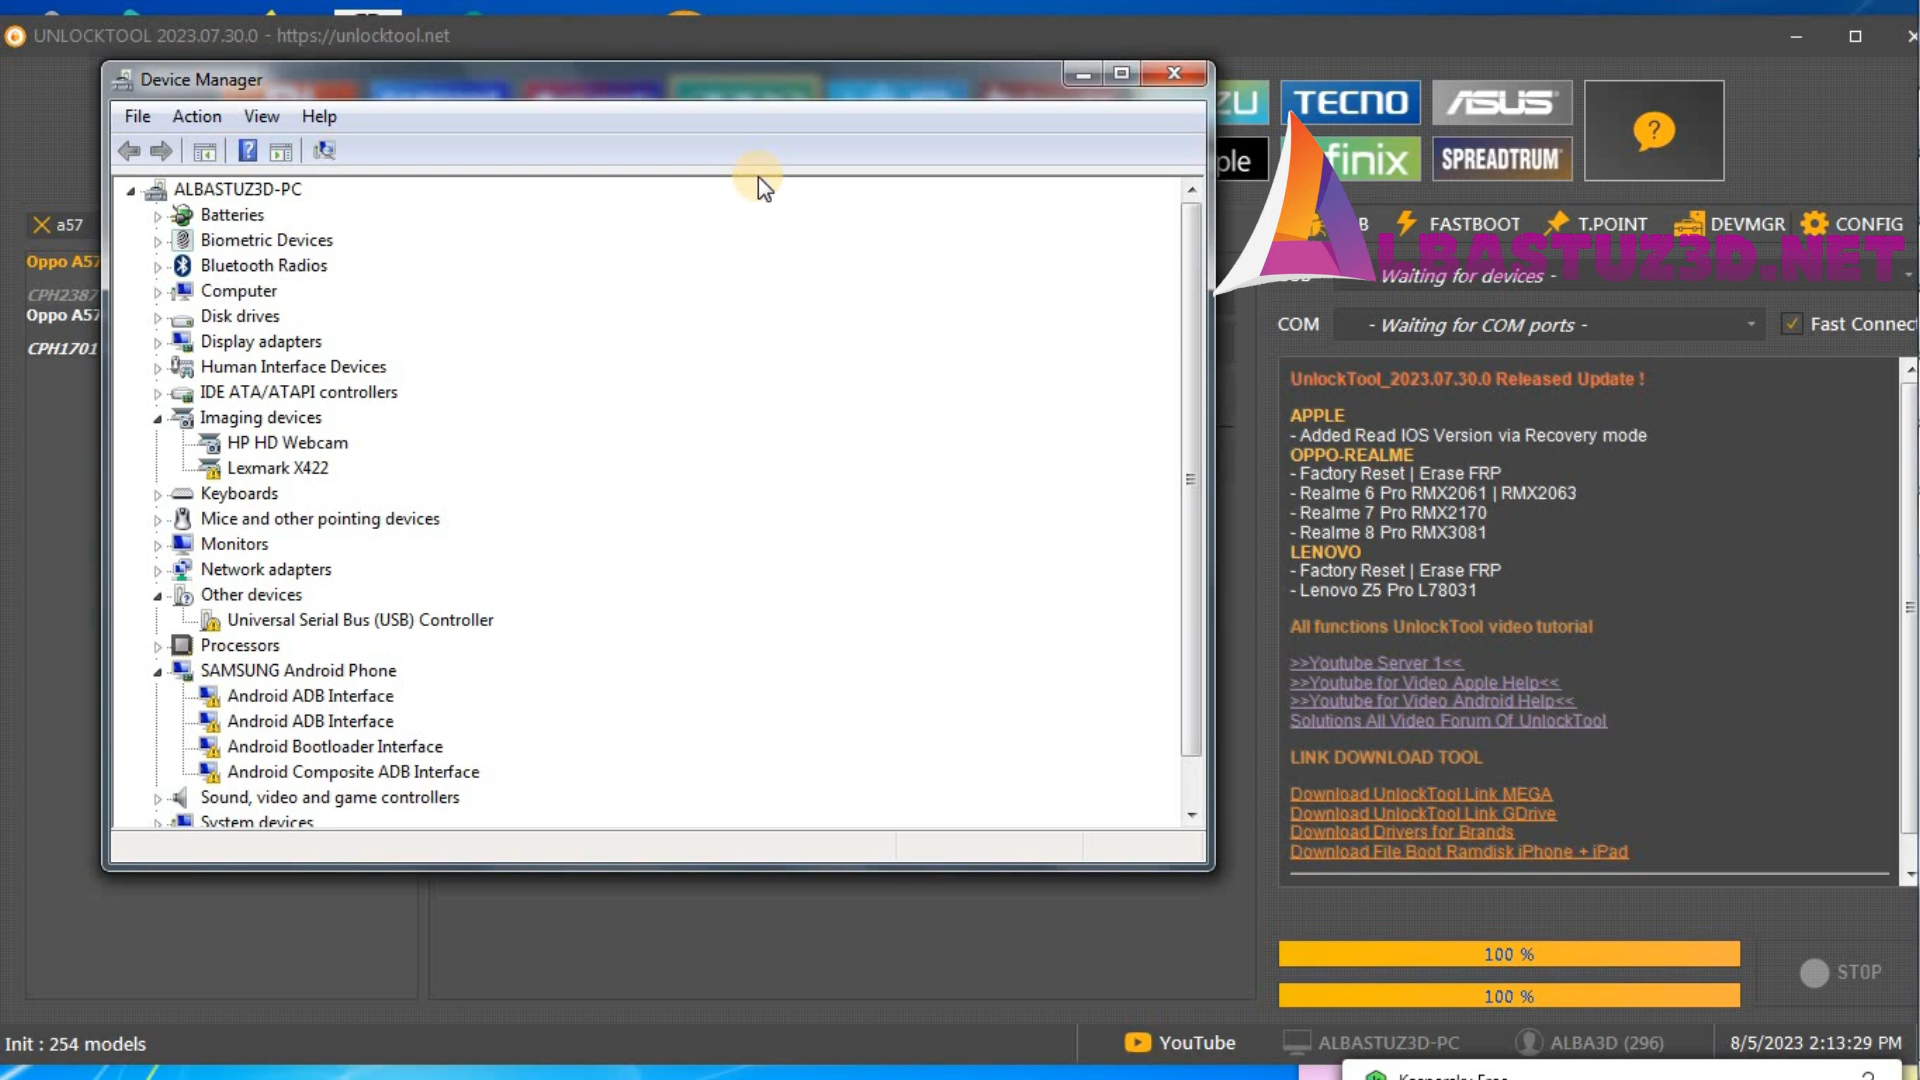 UNLOCKTOOL 2023.07.30.0 - https://unlocktool.net
Device Manager
File Action View Help
ALBASTUZ3D-PC
Batteries
Biometric Devices
Bluetooth Radios
Computer
Disk drives
Display adapters
Human Interface Devices
IDE ATA/ATAPI controllers
Imaging devices
HP HD Webcam
Lexmark X422
Keyboards
Mice and other pointing devices
Monitors
Network adapters
Other devices
Universal Serial Bus (USB) Controller
Processors
SAMSUNG Android Phone
Android ADB Interface
Android ADB Interface
Android Bootloader Interface
Android Composite ADB Interface
Sound, video and game controllers
System devices
a57
Oppo A57
CPH2387
Oppo A57
CPH1701
ZU TECNO ASUS
ple finix SPREADTRUM
B FASTBOOT T.POINT DEVMGR CONFIG
ALBASTUZ3D.NET
- Waiting for devices -
COM - Waiting for COM ports - Fast Connec
UnlockTool_2023.07.30.0 Released Update !
APPLE
- Added Read IOS Version via Recovery mode
OPPO-REALME
- Factory Reset | Erase FRP
- Realme 6 Pro RMX2061 | RMX2063
- Realme 7 Pro RMX2170
- Realme 8 Pro RMX3081
LENOVO
- Factory Reset | Erase FRP
- Lenovo Z5 Pro L78031
All functions UnlockTool video tutorial
>>Youtube Server 1<<
>>Youtube for Video Apple Help<<
>>Youtube for Video Android Help<<
Solutions All Video Forum Of UnlockTool
LINK DOWNLOAD TOOL
Download UnlockTool Link MEGA
Download UnlockTool Link GDrive
Download Drivers for Brands
Download File Boot Ramdisk iPhone + iPad
100 %
100 %
STOP
Init : 254 models
YouTube ALBASTUZ3D-PC ALBA3D (296) 8/5/2023 2:13:29 PM
Kaspersky Free